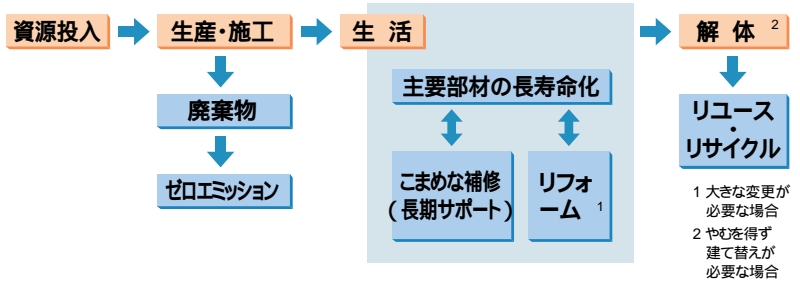 資源投入
生産・施工
生 活
解 体 2
主要部材の長寿命化
廃棄物
リユース
・
リサイクル
こまめな補修
(長期サポート)
リフォ
ーム 1
ゼロエミッション
1 大きな変更が
必要な場合
2 やむを得ず
建て替えが
必要な場合